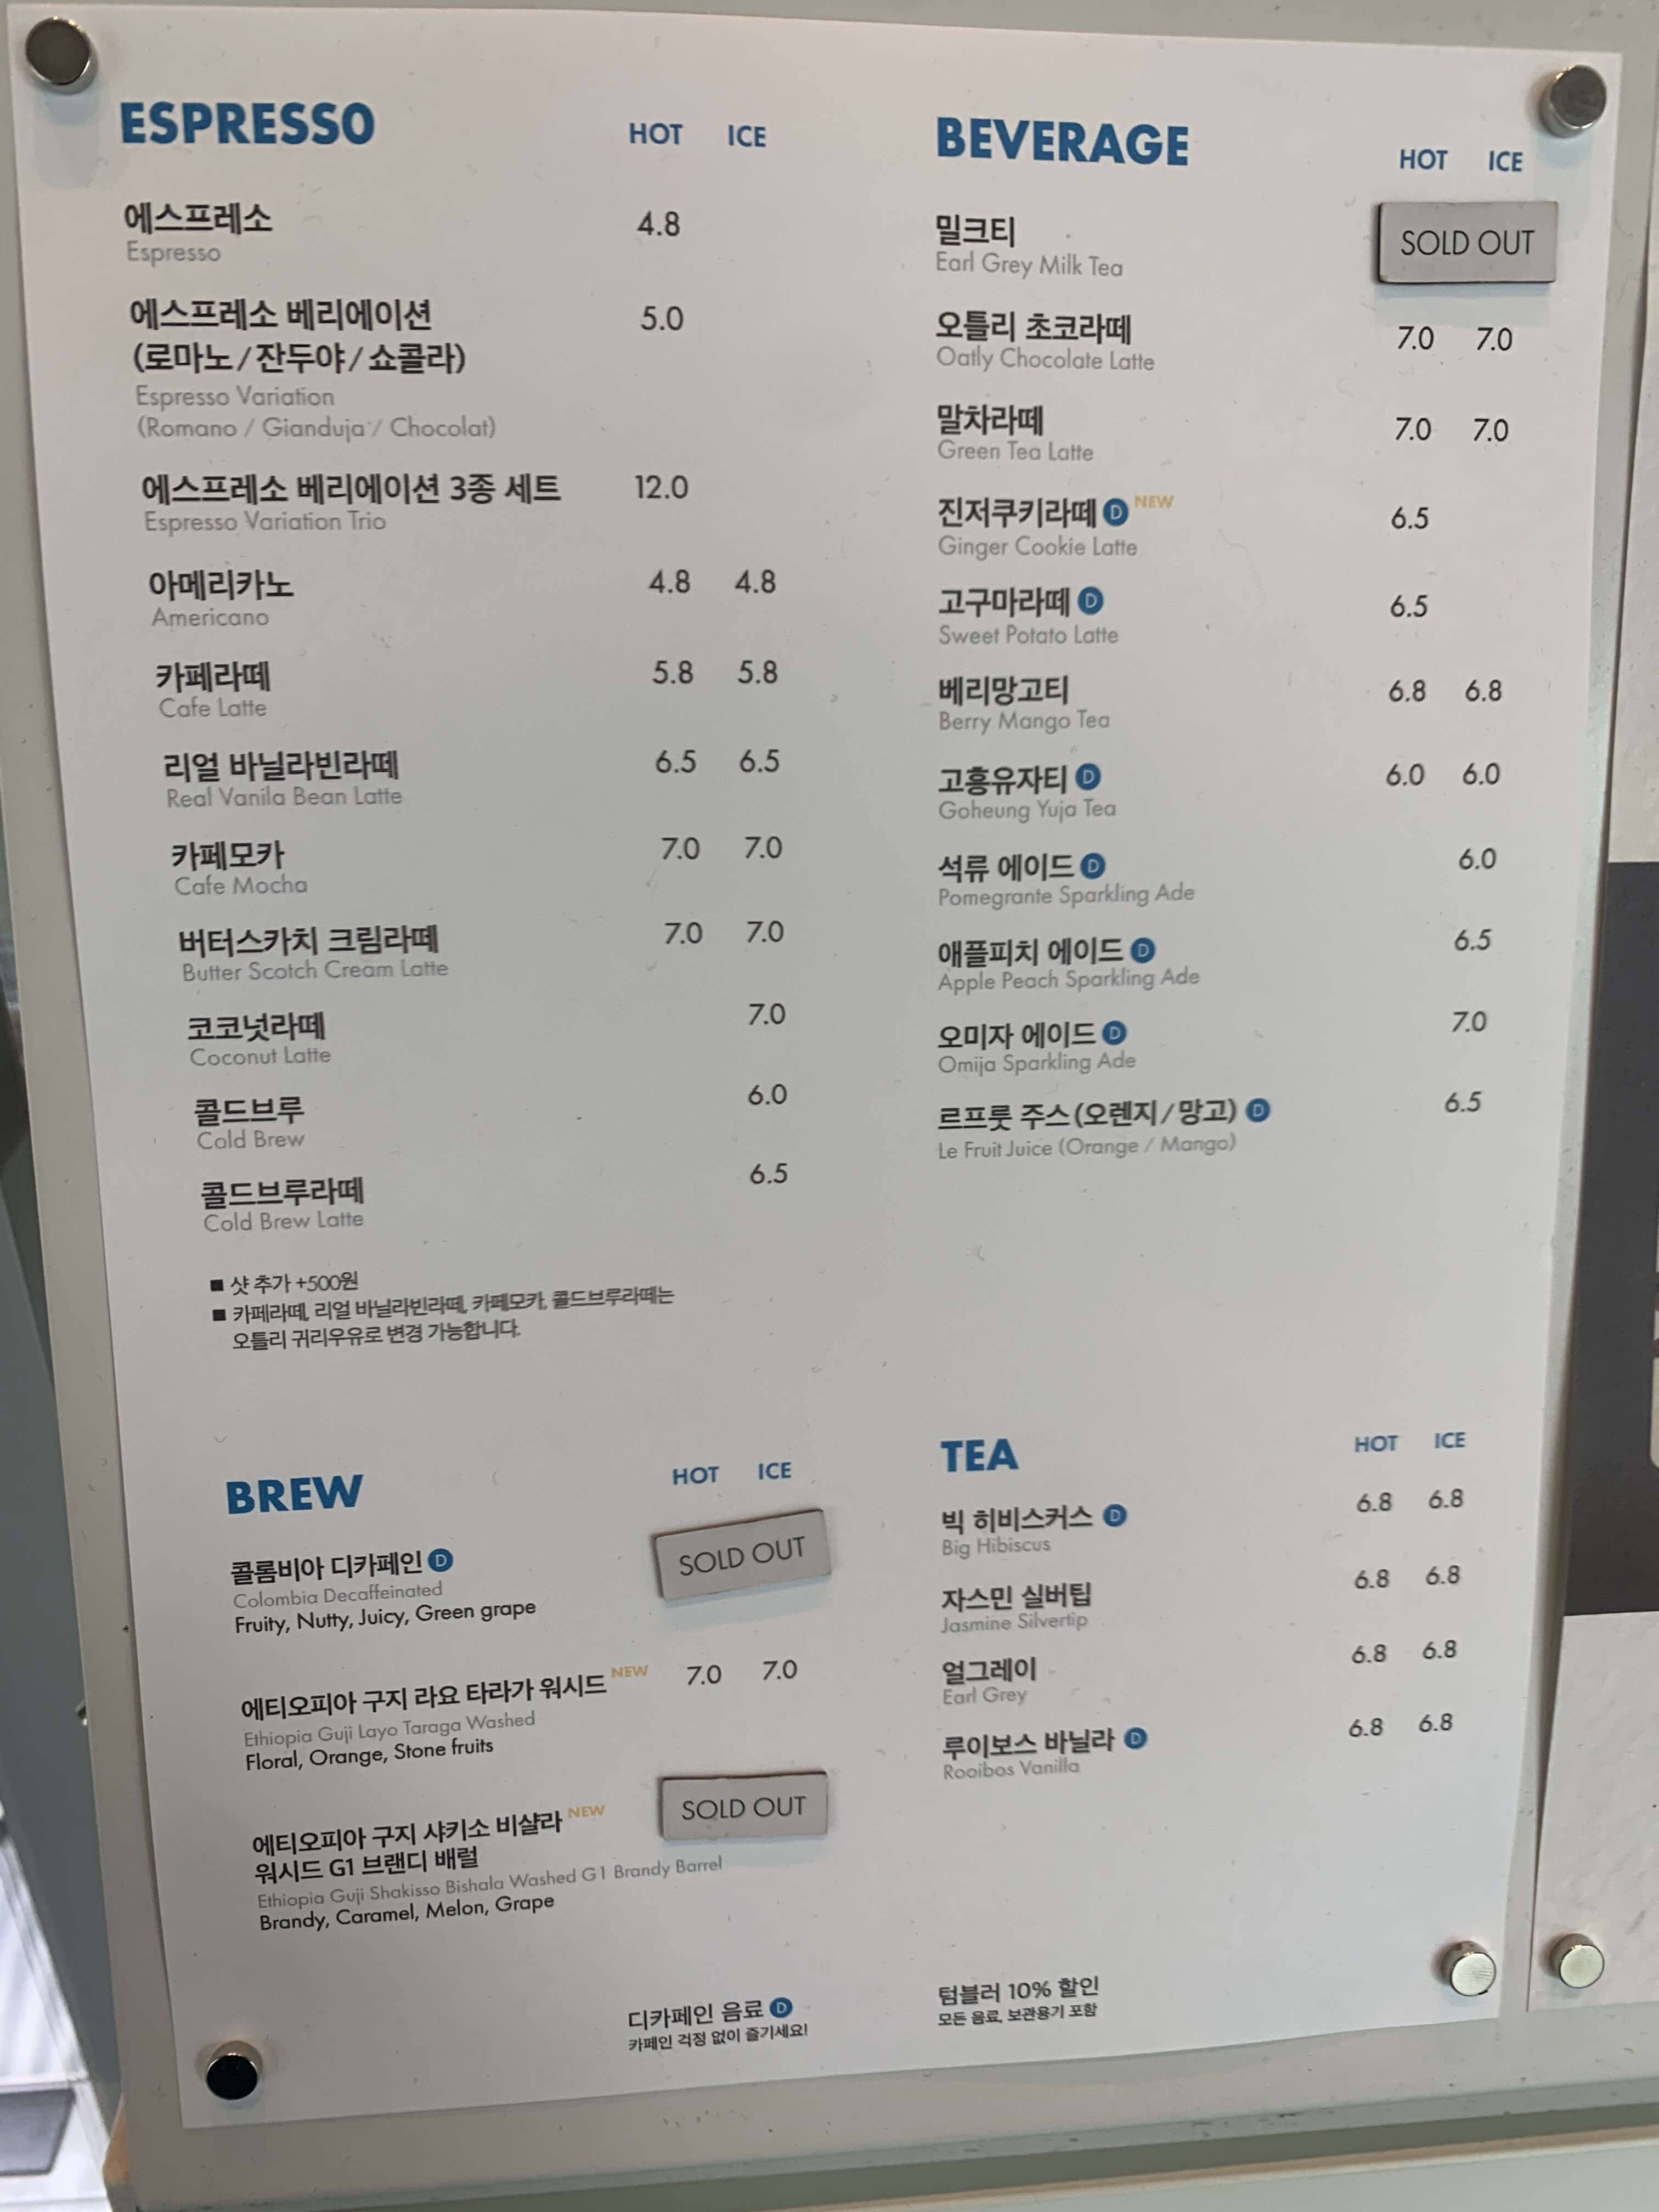 ESPRESSO
HOT ICE
에스프레소 4.8
Espresso
에스프레소 베리에이션 5.0
(로마노/잔두야/쇼콜라)
Espresso Variation
(Romano / Gianduja / Chocolat)
에스프레소 베리에이션 3종 세트 12.0
Espresso Variation Trio
아메리카노 4.8 4.8
Americano
카페라떼 5.8 5.8
Cafe Latte
리얼 바닐라빈라떼 6.5 6.5
Real Vanila Bean Latte
카페모카 7.0 7.0
Cafe Mocha
버터스카치 크림라떼 7.0 7.0
Butter Scotch Cream Latte
코코넛라떼 7.0
Coconut Latte
콜드브루 6.0
Cold Brew
콜드브루라떼 6.5
Cold Brew Latte
■ 샷 추가 +500원
■ 카페라떼, 리얼 바닐라빈라떼, 카페모카, 콜드브루라떼는
오틀리 귀리우유로 변경 가능합니다.
BREW
HOT ICE
콜롬비아 디카페인 D SOLD OUT
Colombia Decaffeinated
Fruity, Nutty, Juicy, Green grape
에티오피아 구지 라요 타라가 워시드 NEW 7.0 7.0
Ethiopia Guji Layo Taraga Washed
Floral, Orange, Stone fruits
에티오피아 구지 샤키소 비샬라 NEW SOLD OUT
워시드 G1 브랜디 배럴
Ethiopia Guji Shakisso Bishala Washed G1 Brandy Barrel
Brandy, Caramel, Melon, Grape
디카페인 음료 D
카페인 걱정 없이 즐기세요!
BEVERAGE
HOT ICE
밀크티 SOLD OUT
Earl Grey Milk Tea
오틀리 초코라떼 7.0 7.0
Oatly Chocolate Latte
말차라떼 7.0 7.0
Green Tea Latte
진저쿠키라떼 D NEW 6.5
Ginger Cookie Latte
고구마라떼 D 6.5
Sweet Potato Latte
베리망고티 6.8 6.8
Berry Mango Tea
고흥유자티 D 6.0 6.0
Goheung Yuja Tea
석류 에이드 D 6.0
Pomegrante Sparkling Ade
애플피치 에이드 D 6.5
Apple Peach Sparkling Ade
오미자 에이드 D 7.0
Omija Sparkling Ade
르프룻 주스(오렌지/망고) D 6.5
Le Fruit Juice (Orange / Mango)
TEA
HOT ICE
빅 히비스커스 D 6.8 6.8
Big Hibiscus
자스민 실버팁 6.8 6.8
Jasmine Silvertip
얼그레이 6.8 6.8
Earl Grey
루이보스 바닐라 D 6.8 6.8
Rooibos Vanilla
텀블러 10% 할인
모든 음료, 보관용기 포함